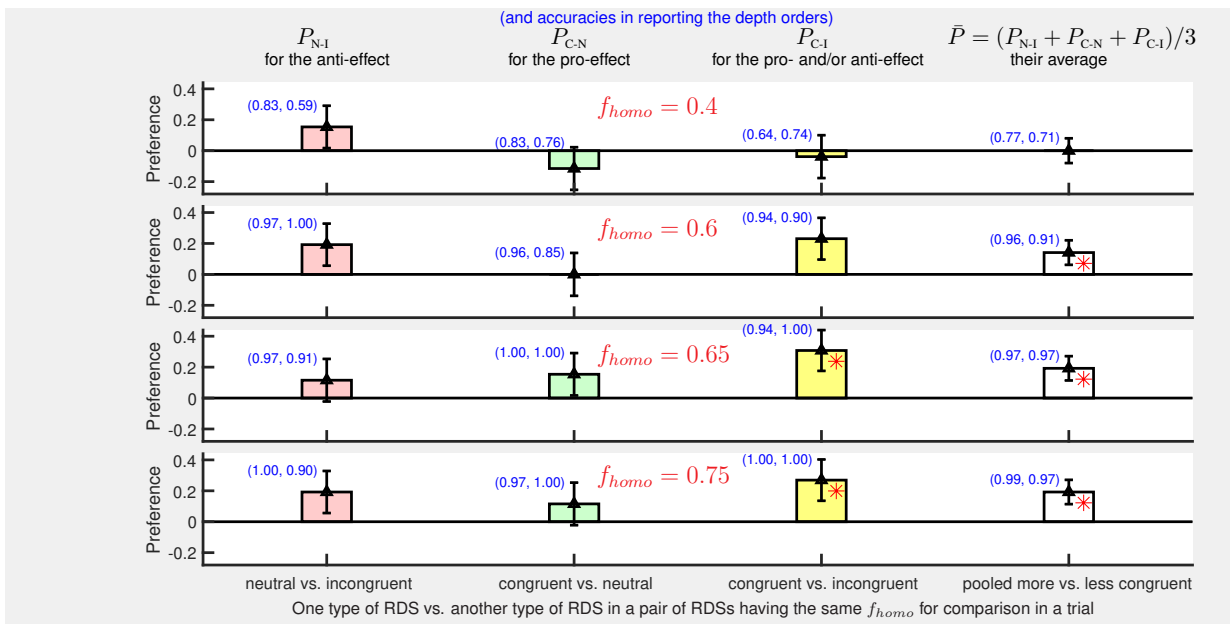 (and accuracies in reporting the depth orders)
P_N-I P_C-N P_C-I P̄ = (P_N-I + P_C-N + P_C-I)/3
for the anti-effect for the pro-effect for the pro- and/or anti-effect their average
0.4
0.2
0
-0.2
Preference
(0.83, 0.59)
(0.83, 0.76)
f_homo = 0.4
(0.64, 0.74)
(0.77, 0.71)
0.4
0.2
0
-0.2
Preference
(0.97, 1.00)
(0.96, 0.85)
f_homo = 0.6
(0.94, 0.90)
(0.96, 0.91)
0.4
0.2
0
-0.2
Preference
(0.97, 0.91)
(1.00, 1.00)
f_homo = 0.65
(0.94, 1.00)
(0.97, 0.97)
0.4
0.2
0
-0.2
Preference
(1.00, 0.90)
(0.97, 1.00)
f_homo = 0.75
(1.00, 1.00)
(0.99, 0.97)
neutral vs. incongruent congruent vs. neutral congruent vs. incongruent pooled more vs. less congruent
One type of RDS vs. another type of RDS in a pair of RDSs having the same f_homo for comparison in a trial